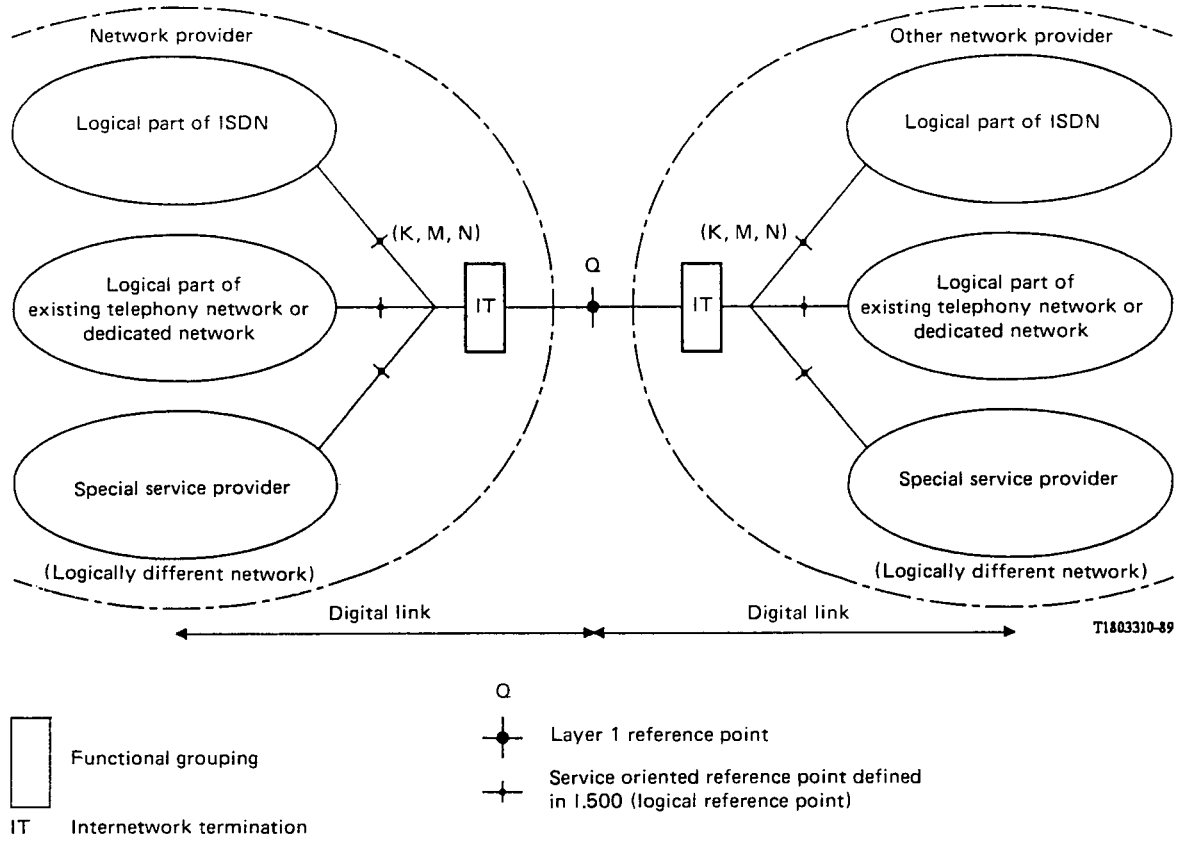 Network provider
Other network provider
Logical part of ISDN
Logical part of ISDN
(K, M, N)
(K, M, N)
Q
Logical part of
existing telephony network or
dedicated network
IT
IT
Logical part of
existing telephony network or
dedicated network
Special service provider
Special service provider
(Logically different network)
(Logically different network)
Digital link
Digital link
T1803310-89
Q
Layer 1 reference point
Functional grouping
Service oriented reference point defined
in I.500 (logical reference point)
IT Internetwork termination